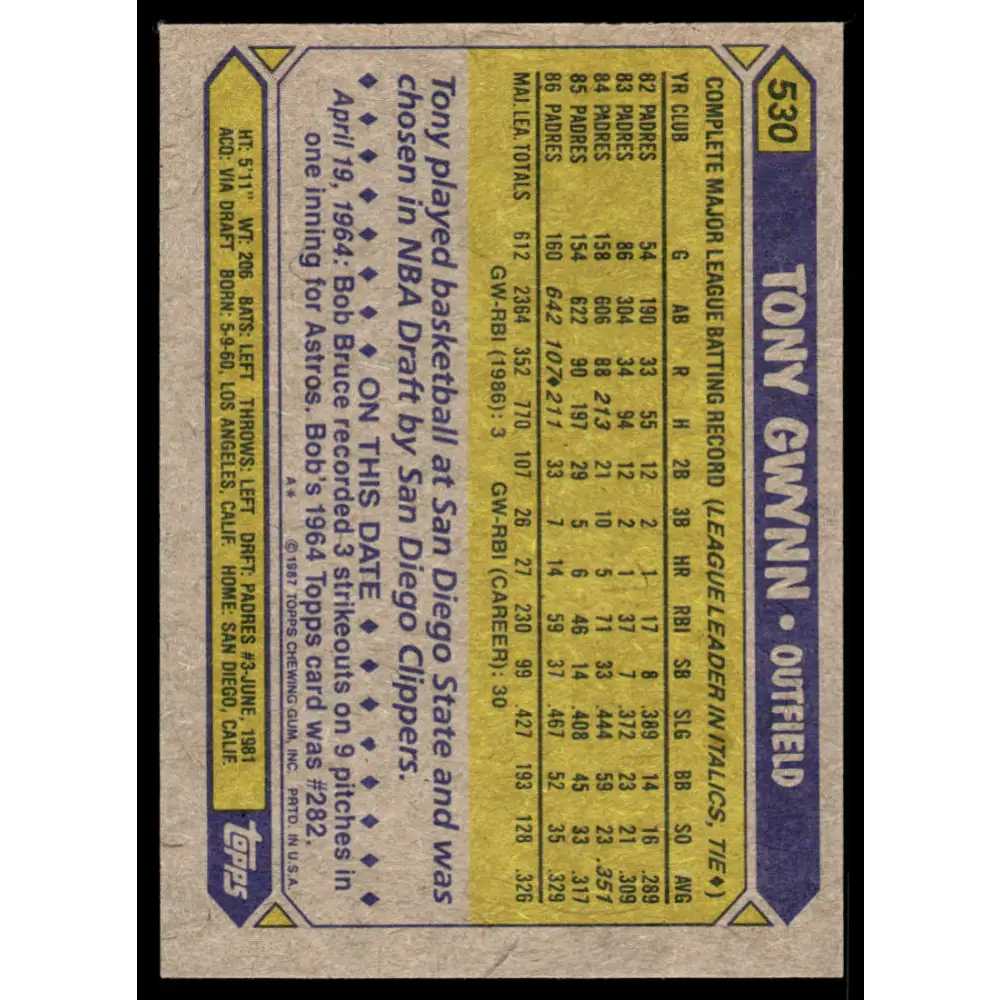 530 TONY GWYNN • OUTFIELD
COMPLETE MAJOR LEAGUE BATTING RECORD (LEAGUE LEADER IN ITALICS, TIE♦)
YR CLUB G AB R H 2B 3B HR RBI SB SLG BB SO AVG
82 PADRES 54 190 33 55 12 2 1 17 8 .389 14 16 .289
83 PADRES 86 304 34 94 12 2 1 37 7 .372 23 21 .309
84 PADRES 158 606 88 213 21 10 5 71 33 .444 59 23 .351
85 PADRES 154 622 90 197 29 5 6 46 14 .408 45 33 .317
86 PADRES 160 642 107♦ 211 33 7 14 59 37 .467 52 35 .329
MAJ. LEA. TOTALS 612 2364 352 770 107 26 27 230 99 .427 193 128 .326
GW-RBI (1986): 3 GW-RBI (CAREER): 30
Tony played basketball at San Diego State and was
chosen in NBA Draft by San Diego Clippers.
♦ ♦ ♦ ♦ ♦ ♦ ♦ ♦ ON THIS DATE ♦ ♦ ♦ ♦ ♦ ♦ ♦ ♦
April 19, 1964: Bob Bruce recorded 3 strikeouts on 9 pitches in
one inning for Astros. Bob's 1964 Topps card was #282.
A* © 1987 TOPPS CHEWING GUM, INC. PRTD. IN U.S.A.
HT: 5'11" WT: 206 BATS: LEFT THROWS: LEFT DRFT: PADRES #3-JUNE, 1981
ACQ: VIA DRAFT BORN: 5-9-60, LOS ANGELES, CALIF. HOME: SAN DIEGO, CALIF.
topps